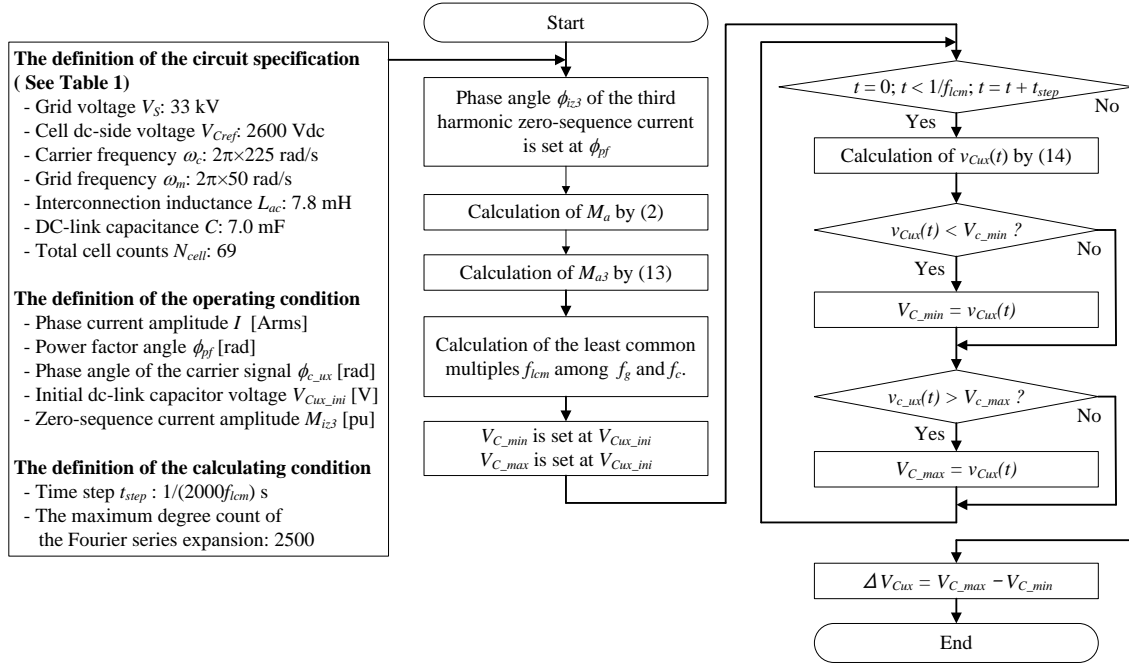 Start
The definition of the circuit specification
( See Table 1)
- Grid voltage V_S: 33 kV
- Cell dc-side voltage V_Cref: 2600 Vdc
- Carrier frequency ω_c: 2π×225 rad/s
- Grid frequency ω_m: 2π×50 rad/s
- Interconnection inductance L_ac: 7.8 mH
- DC-link capacitance C: 7.0 mF
- Total cell counts N_cell: 69
The definition of the operating condition
- Phase current amplitude I [Arms]
- Power factor angle ϕ_pf [rad]
- Phase angle of the carrier signal ϕ_c_ux [rad]
- Initial dc-link capacitor voltage V_Cux_ini [V]
- Zero-sequence current amplitude M_iz3 [pu]
The definition of the calculating condition
- Time step t_step : 1/(2000f_lcm) s
- The maximum degree count of
the Fourier series expansion: 2500
Phase angle ϕ_iz3 of the third
harmonic zero-sequence current
is set at ϕ_pf
Calculation of M_a by (2)
Calculation of M_a3 by (13)
Calculation of the least common
multiples f_lcm among f_g and f_c.
V_C_min is set at V_Cux_ini
V_C_max is set at V_Cux_ini
t = 0; t < 1/f_lcm; t = t + t_step
No
Yes
Calculation of v_Cux(t) by (14)
v_Cux(t) < V_c_min ?
No
Yes
V_C_min = v_Cux(t)
v_c_ux(t) > V_c_max ?
No
Yes
V_C_max = v_Cux(t)
ΔV_Cux = V_C_max − V_C_min
End